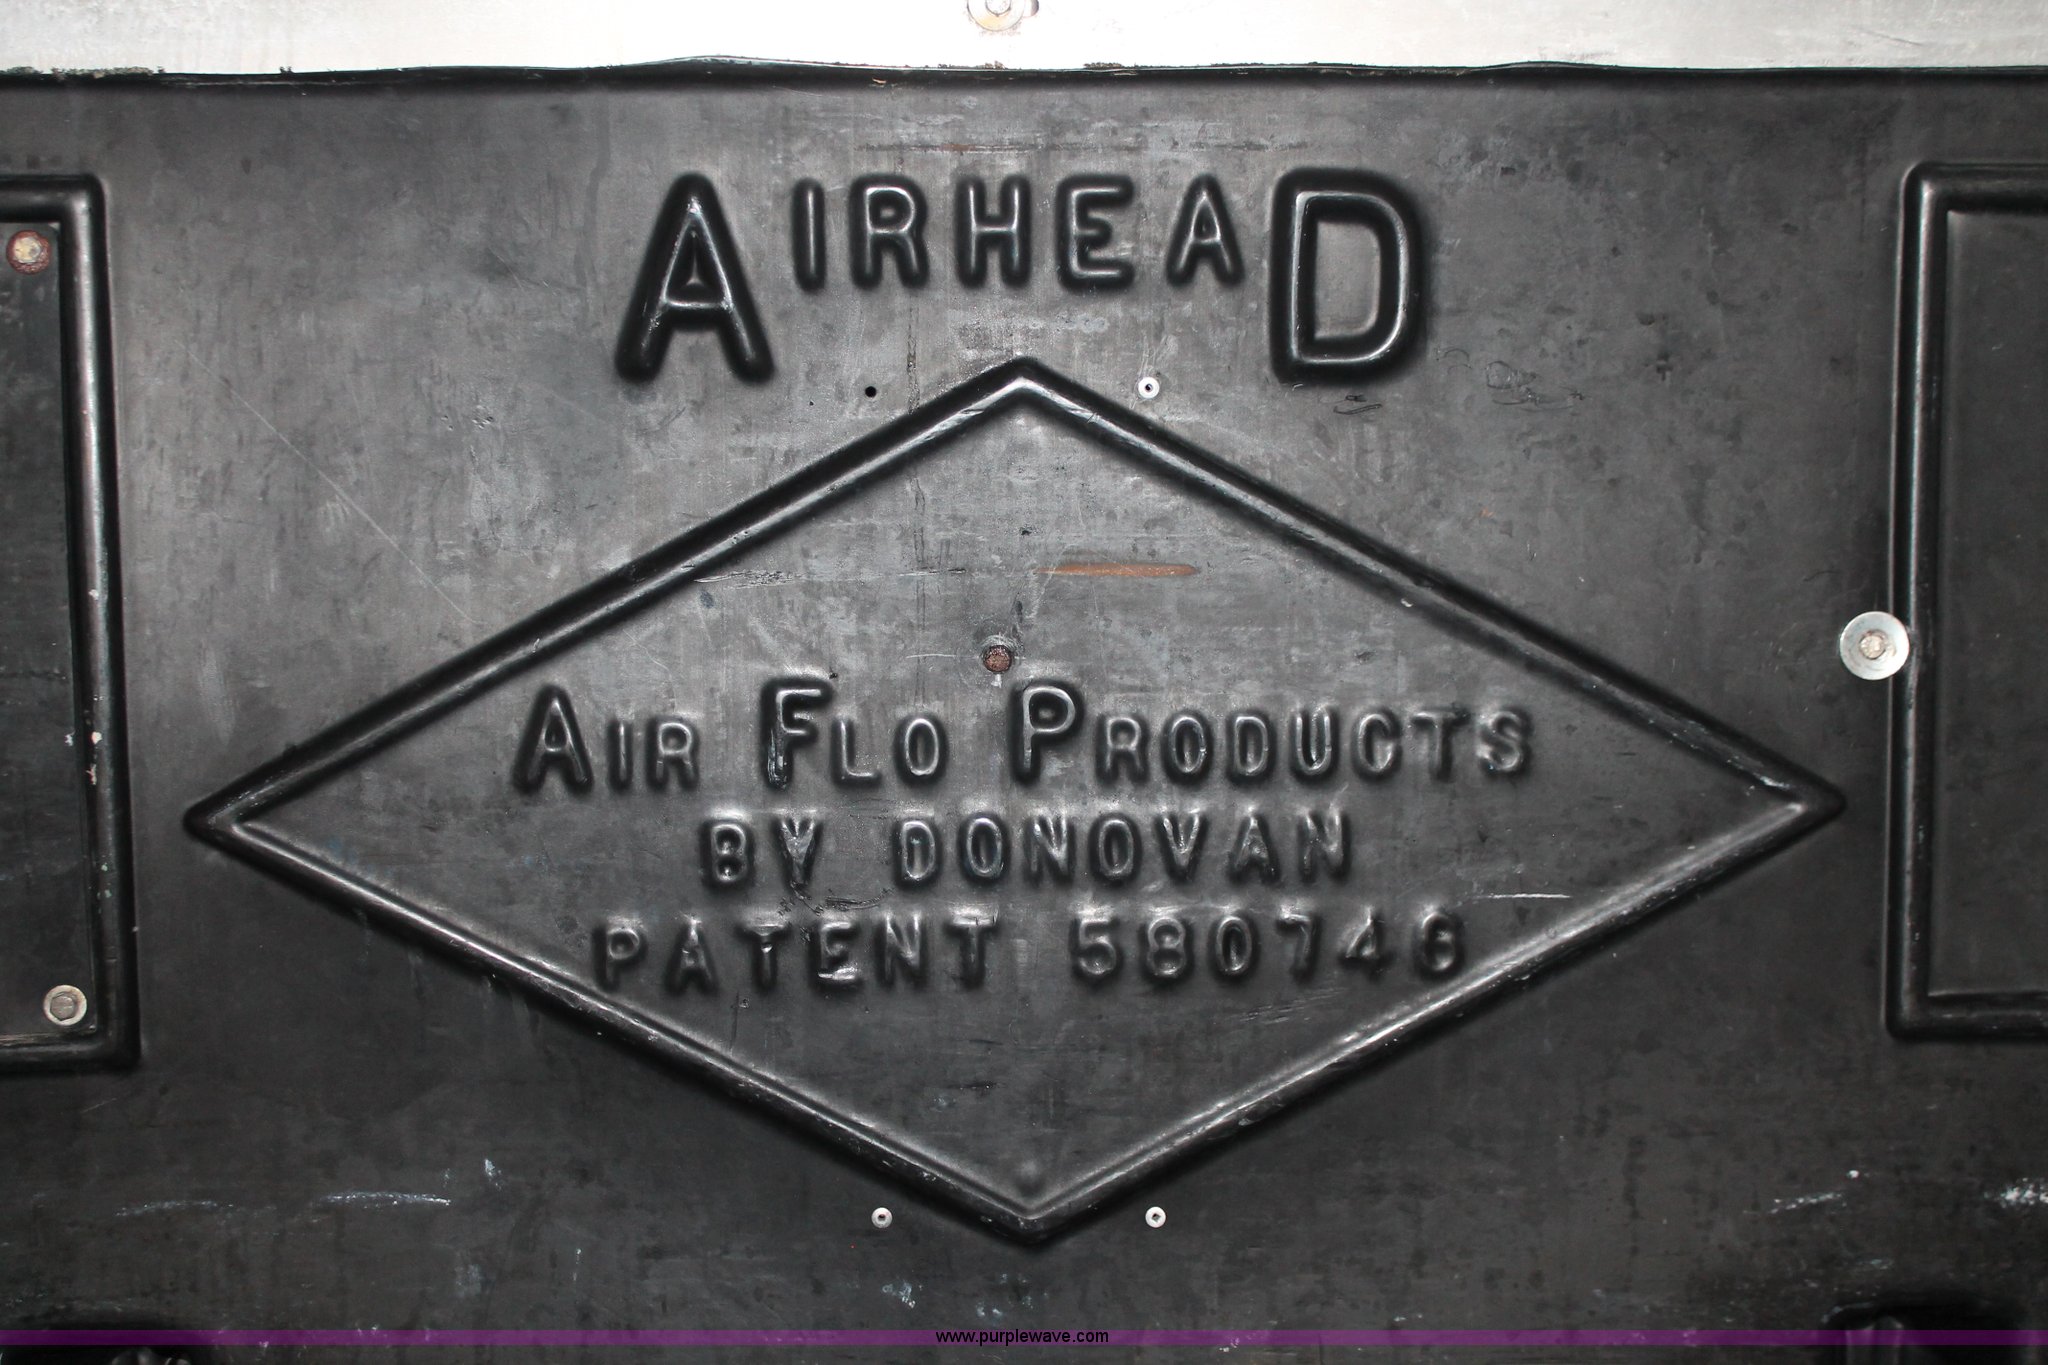 AIRHEAD
AIR FLO PRODUCTS
BY DONOVAN
PATENT 580746
www.purplewave.com